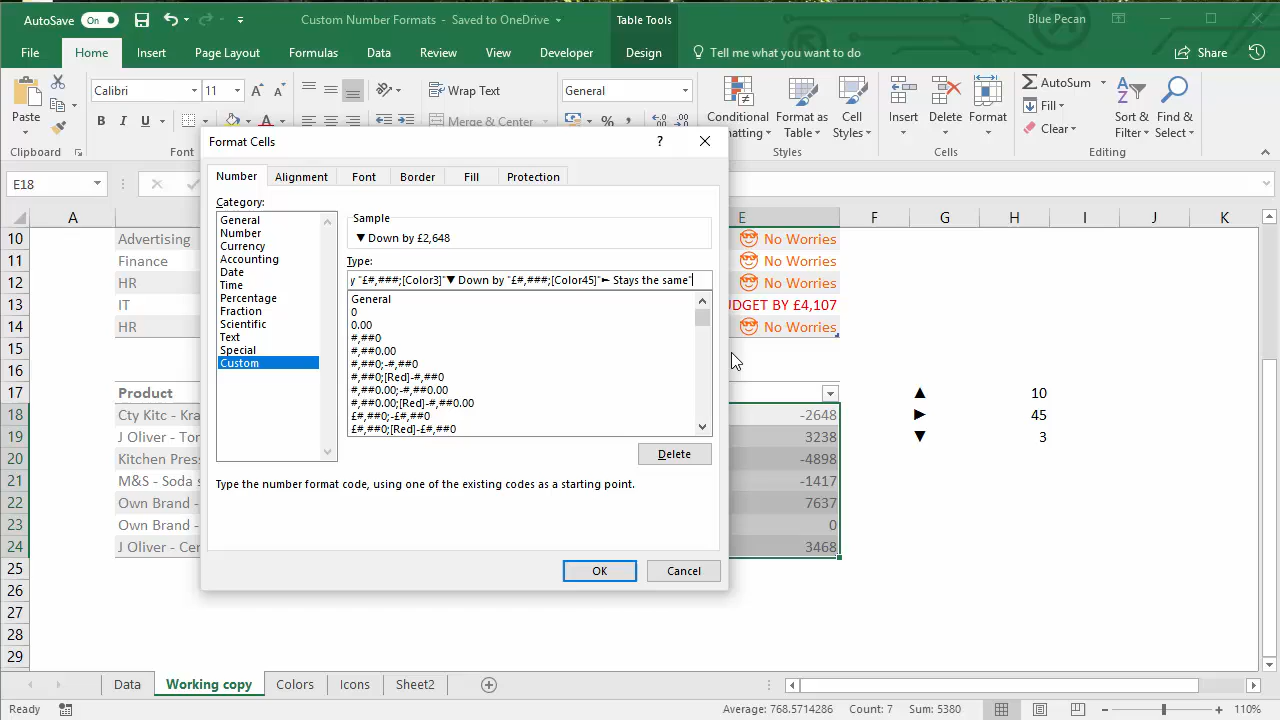 AutoSave On Custom Number Formats - Saved to OneDrive Table Tools Blue Pecan
File Home Insert Page Layout Formulas Data Review View Developer Design Tell me what you want to do Share
Calibri 11 Wrap Text General AutoSum
Paste B I U Merge & Center % Conditional Formatting Format as Table Cell Styles Insert Delete Format Fill Clear Sort & Filter Find & Select
Clipboard Font Styles Cells Editing
E18
A E F G H I J K
10 Advertising No Worries
11 Finance No Worries
12 HR No Worries
13 IT DGET BY £4,107
14 HR No Worries
15
16
17 Product ▲ 10
18 Cty Kitc - Kra -2648 ► 45
19 J Oliver - Tor 3238 ▼ 3
20 Kitchen Press -4898
21 M&S - Soda s -1417
22 Own Brand - 7637
23 Own Brand - 0
24 J Oliver - Cer 3468
25
26
27
28
29
Format Cells ?
Number Alignment Font Border Fill Protection
Category:
General
Number
Currency
Accounting
Date
Time
Percentage
Fraction
Scientific
Text
Special
Custom
Sample
▼ Down by £2,648
Type:
y "£#,###;[Color3]"▼ Down by "£#,###;[Color45]"► Stays the same"
General
0
0.00
#,##0
#,##0.00
#,##0;-#,##0
#,##0;[Red]-#,##0
#,##0.00;-#,##0.00
#,##0.00;[Red]-#,##0.00
£#,##0;-£#,##0
£#,##0;[Red]-£#,##0
Delete
Type the number format code, using one of the existing codes as a starting point.
OK Cancel
Data Working copy Colors Icons Sheet2
Ready Average: 768.5714286 Count: 7 Sum: 5380 110%